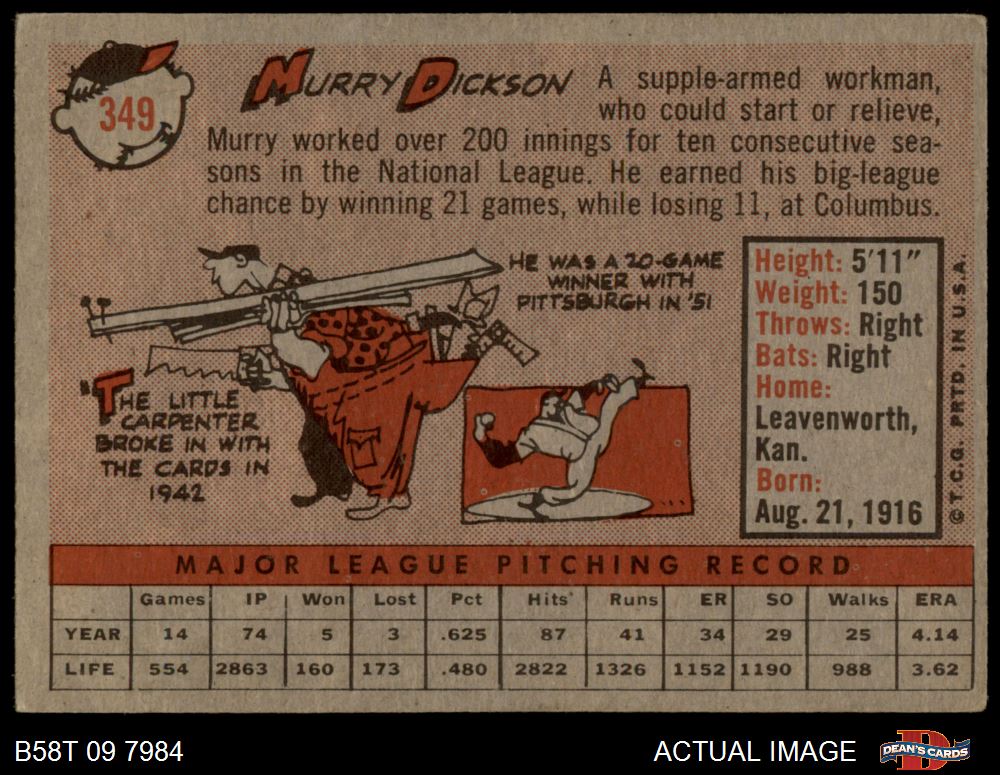 349
MURRY DICKSON
A supple-armed workman,
who could start or relieve,
Murry worked over 200 innings for ten consecutive sea-
sons in the National League. He earned his big-league
chance by winning 21 games, while losing 11, at Columbus.
HE WAS A 20-GAME
WINNER WITH
PITTSBURGH IN '51
"THE LITTLE
CARPENTER
BROKE IN WITH
THE CARDS IN
1942
Height: 5'11"
Weight: 150
Throws: Right
Bats: Right
Home:
Leavenworth,
Kan.
Born:
Aug. 21, 1916
© T.C.G. PRTD. IN U.S.A.
MAJOR LEAGUE PITCHING RECORD
Games IP Won Lost Pct Hits Runs ER SO Walks ERA
YEAR 14 74 5 3 .625 87 41 34 29 25 4.14
LIFE 554 2863 160 173 .480 2822 1326 1152 1190 988 3.62
B58T 09 7984
ACTUAL IMAGE
DEAN'S CARDS